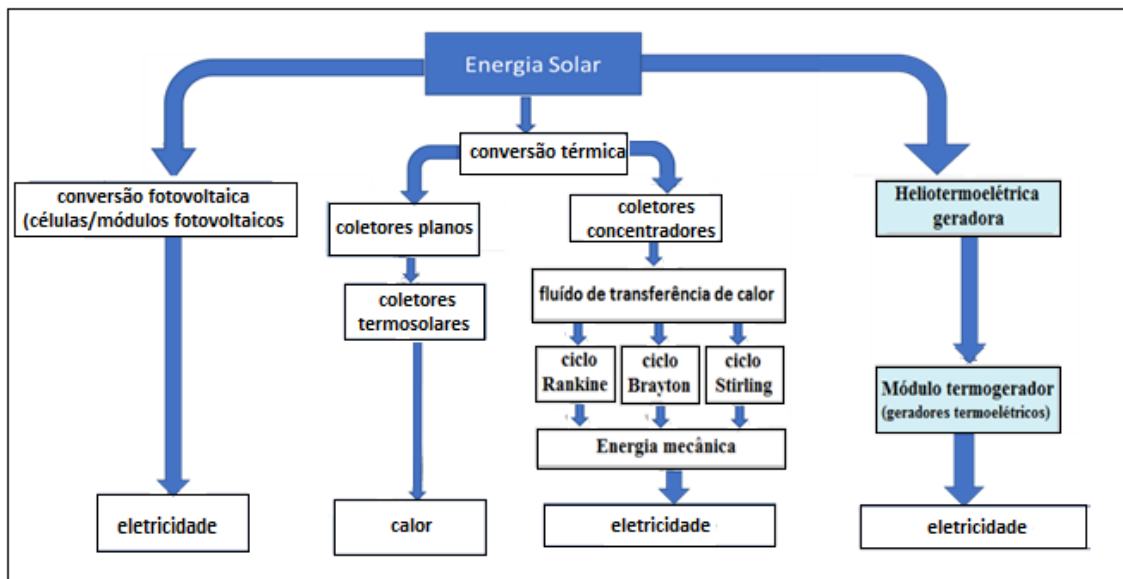 Energia Solar
conversão térmica
conversão fotovoltaica
(células/módulos fotovoltaicos
coletores planos
coletores
concentradores
Heliotermoelétrica
geradora
coletores
termosolares
fluído de transferência de calor
ciclo
Rankine
ciclo
Brayton
ciclo
Stirling
Módulo termogerador
(geradores termoelétricos)
Energia mecânica
eletricidade
calor
eletricidade
eletricidade